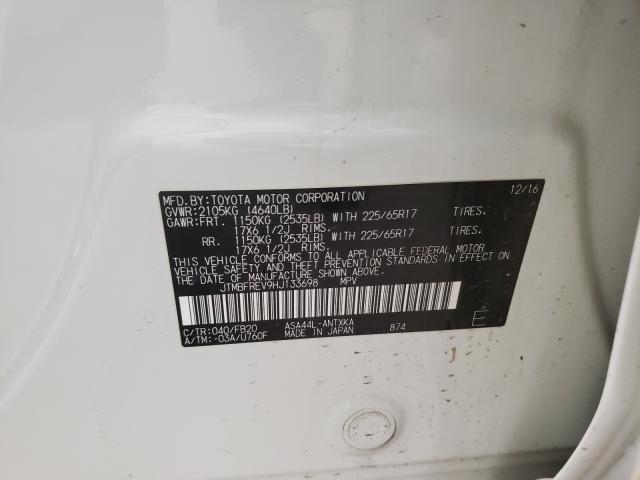 MFD.BY:TOYOTA MOTOR CORPORATION 12/16
GVWR:2105KG (4640LB)
GAWR:FRT. 1150KG (2535LB) WITH 225/65R17 TIRES.
17X6 1/2J RIMS.
RR. 1150KG (2535LB) WITH 225/65R17 TIRES.
17X6 1/2J RIMS.
THIS VEHICLE CONFORMS TO ALL APPLICABLE FEDERAL MOTOR
VEHICLE SAFETY AND THEFT PREVENTION STANDARDS IN EFFECT ON
THE DATE OF MANUFACTURE SHOWN ABOVE.
JTMBFREV9HJ133698 MPV
C/TR:040/FB20 ASA44L-ANTXKA E
A/TM:-03A/U760F MADE IN JAPAN 874